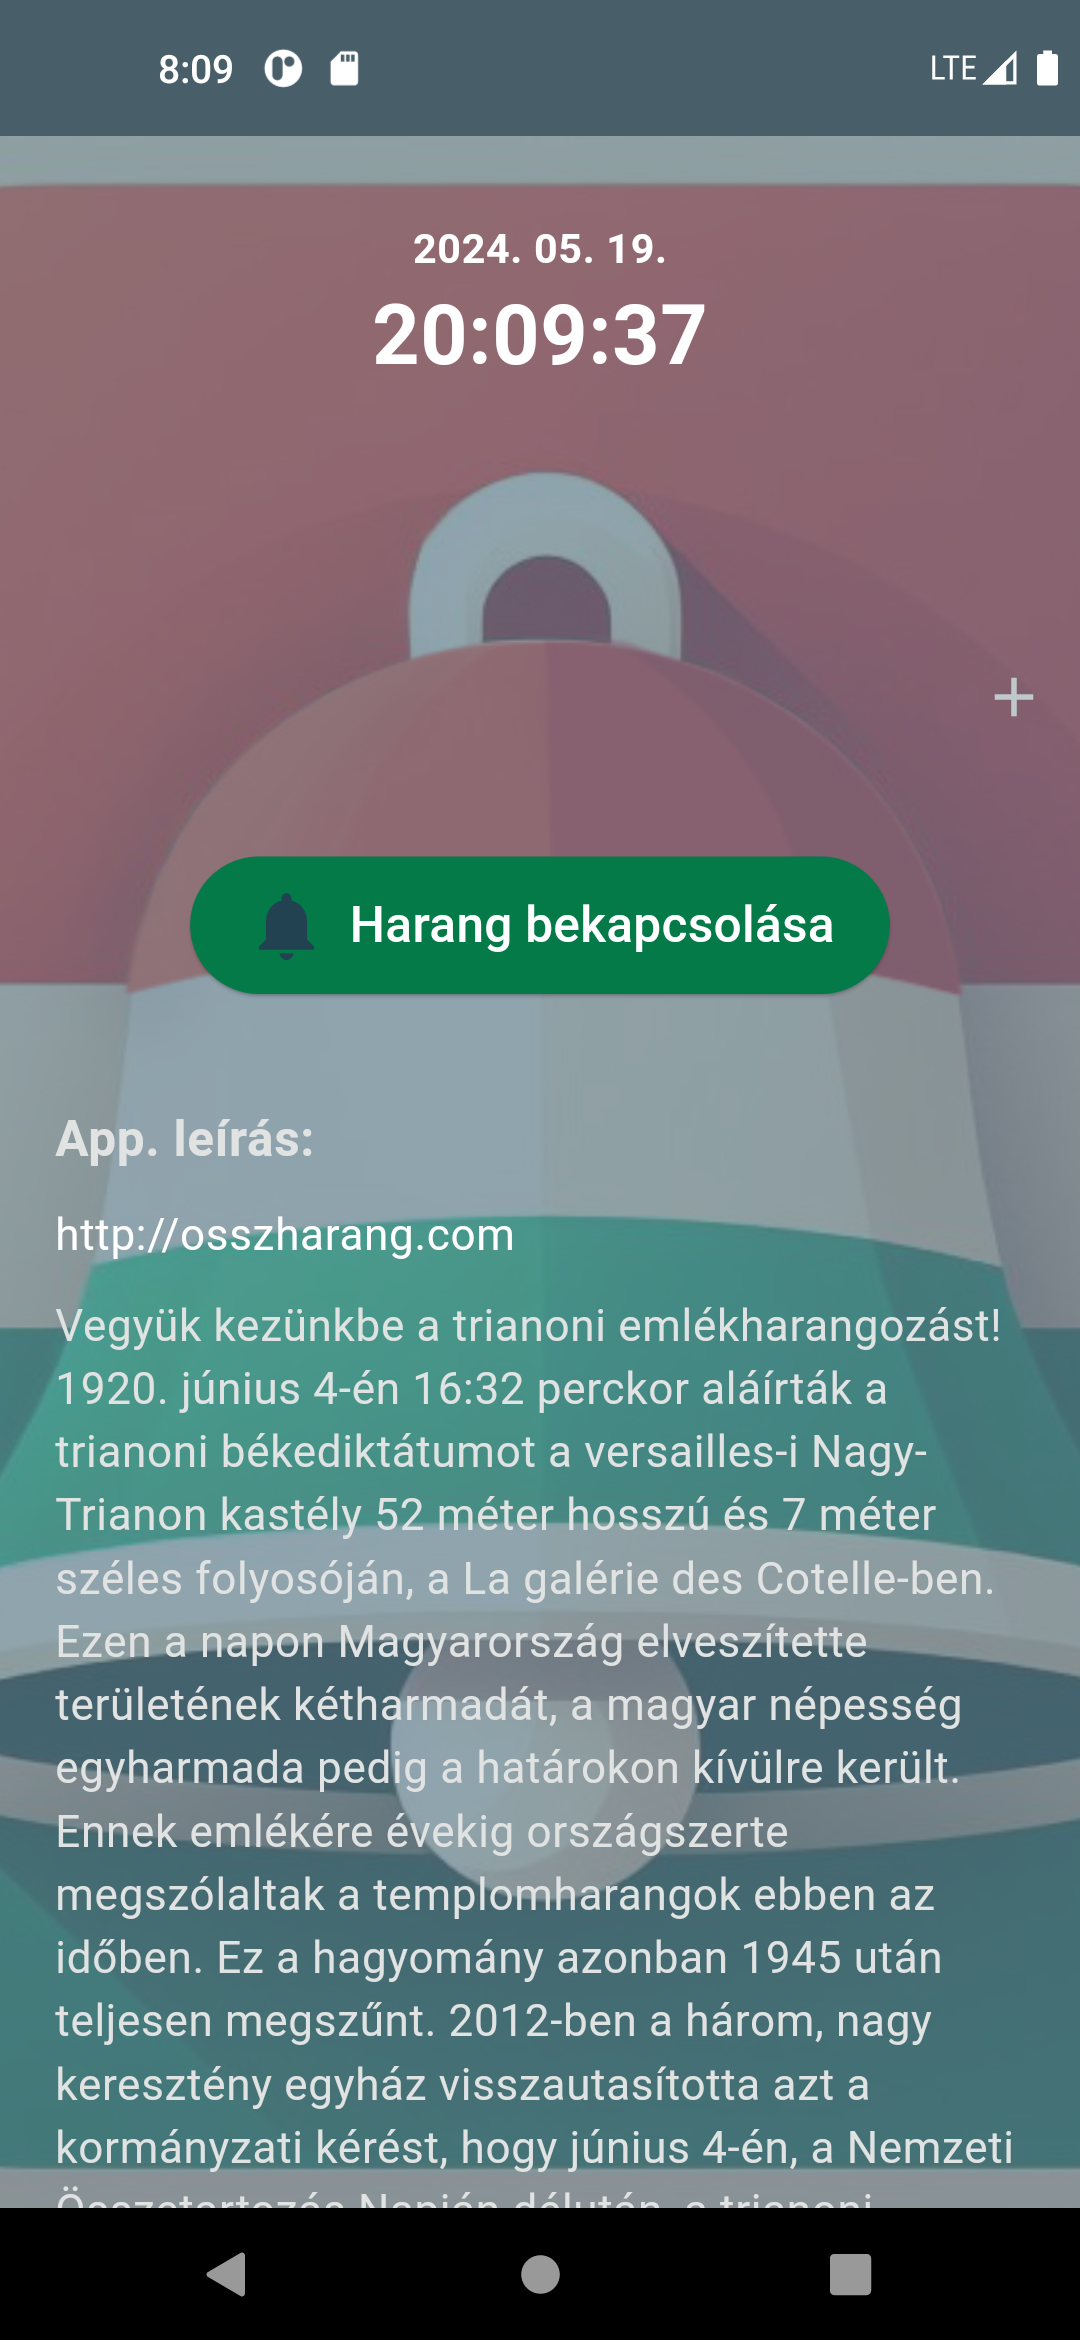 8:09
LTE
2024. 05. 19.
20:09:37
Harang bekapcsolása
App. leírás:
http://osszharang.com
Vegyük kezünkbe a trianoni emlékharangozást!
1920. június 4-én 16:32 perckor aláírták a
trianoni békediktátumot a versailles-i Nagy-
Trianon kastély 52 méter hosszú és 7 méter
széles folyosóján, a La galérie des Cotelle-ben.
Ezen a napon Magyarország elveszítette
területének kétharmadát, a magyar népesség
egyharmada pedig a határokon kívülre került.
Ennek emlékére évekig országszerte
megszólaltak a templomharangok ebben az
időben. Ez a hagyomány azonban 1945 után
teljesen megszűnt. 2012-ben a három, nagy
keresztény egyház visszautasította azt a
kormányzati kérést, hogy június 4-én, a Nemzeti
Összetartozás Napján délután, a trianoni